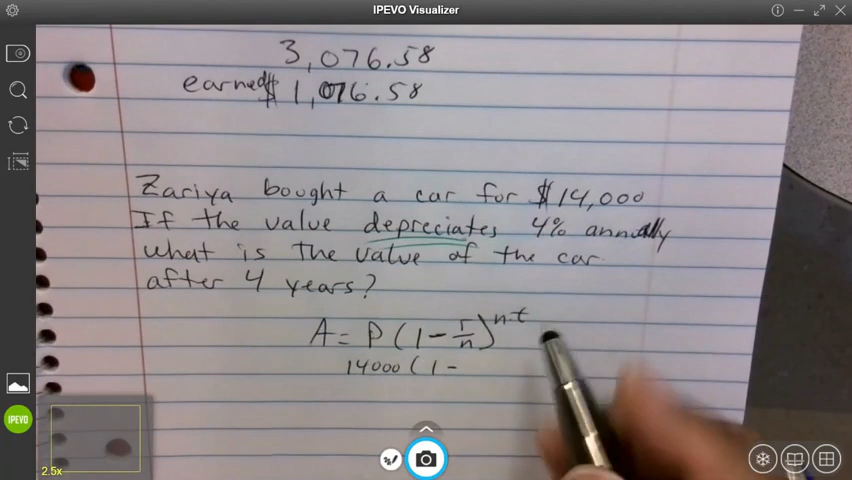 IPEVO Visualizer
3,076.58
earned $1,076.58
Zariya bought a car for $14,000
If the value depreciates 4% annually
what is the value of the car
after 4 years?
A = P(1 - r/n)^n·t
14000 (1 -
IPEVO
2.5x